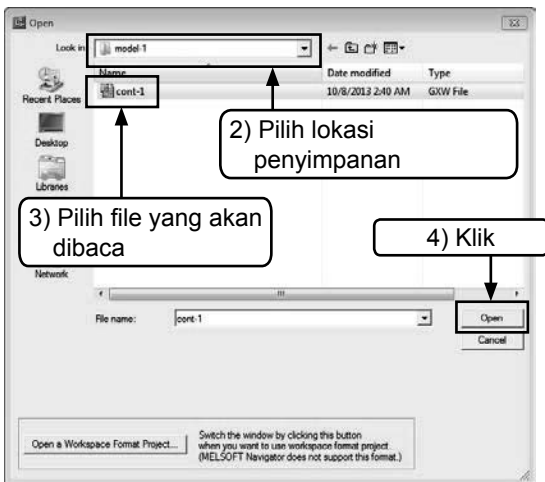 Open
Look in
model-1
Name
Date modified
Type
Recent Places
cont-1
10/8/2013 2:40 AM
GXW File
2) Pilih lokasi
penyimpanan
Desktop
Libraries
3) Pilih file yang akan
dibaca
4) Klik
Network
File name:
cont-1
Open
Cancel
Open a Workspace Format Project...
Switch the window by clicking this button
when you want to use workspace format project.
(MELSOFT Navigator does not support this format.)